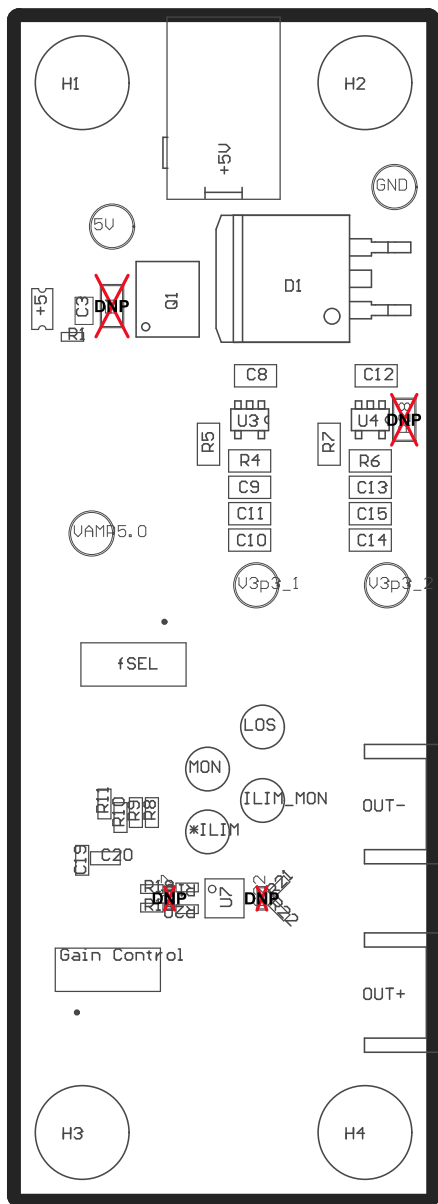 H1
H2
+5V
GND
5V
D1
Q1
+5
C3
DNP
R1
C8
C12
U3
U4
DNP
R5
R7
R4
R6
C9
C13
C11
C15
C10
C14
VAMP5.0
V3p3_1
V3p3_2
fSEL
LOS
MON
ILIM_MON
OUT-
*ILIM
R11
R10
R9
R8
C19
C20
DNP
U7
DNP
R21
R22
Gain Control
OUT+
H3
H4